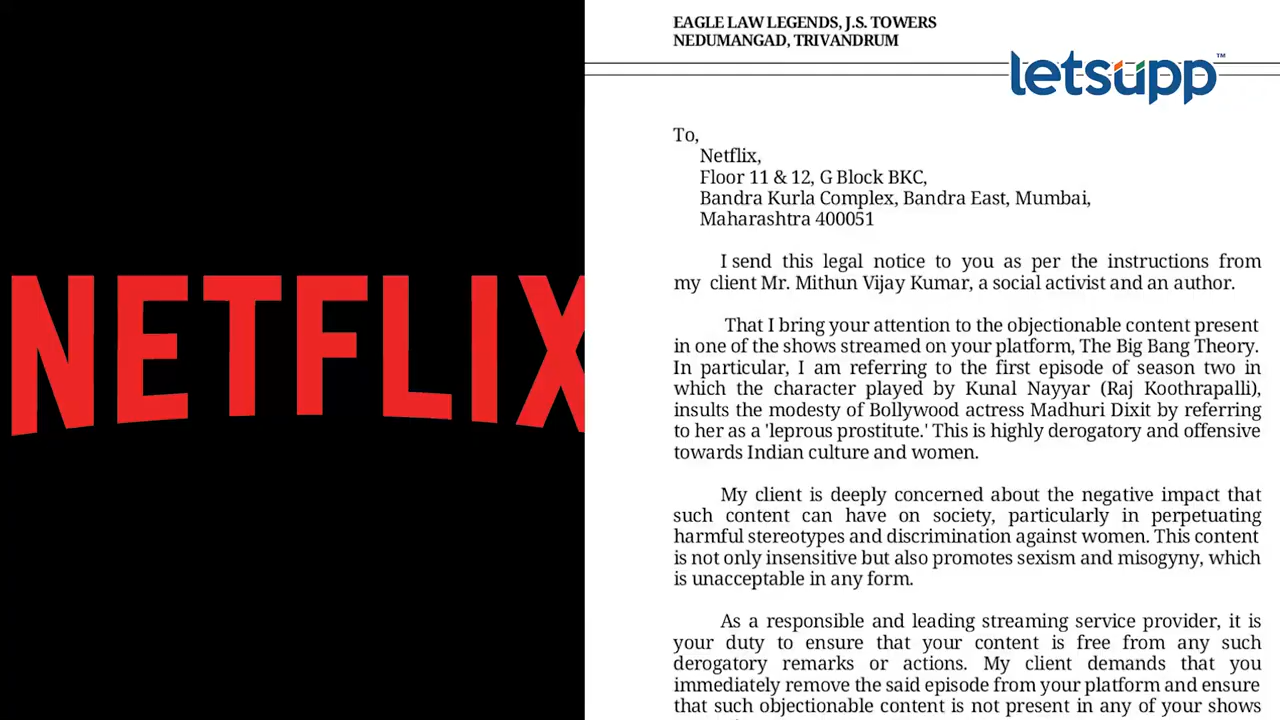 NETFLIX
EAGLE LAW LEGENDS, J.S. TOWERS
NEDUMANGAD, TRIVANDRUM
letsupp™
To,
Netflix,
Floor 11 & 12, G Block BKC,
Bandra Kurla Complex, Bandra East, Mumbai,
Maharashtra 400051
I send this legal notice to you as per the instructions from
my client Mr. Mithun Vijay Kumar, a social activist and an author.
That I bring your attention to the objectionable content present
in one of the shows streamed on your platform, The Big Bang Theory.
In particular, I am referring to the first episode of season two in
which the character played by Kunal Nayyar (Raj Koothrapalli),
insults the modesty of Bollywood actress Madhuri Dixit by referring
to her as a 'leprous prostitute.' This is highly derogatory and offensive
towards Indian culture and women.
My client is deeply concerned about the negative impact that
such content can have on society, particularly in perpetuating
harmful stereotypes and discrimination against women. This content
is not only insensitive but also promotes sexism and misogyny, which
is unacceptable in any form.
As a responsible and leading streaming service provider, it is
your duty to ensure that your content is free from any such
derogatory remarks or actions. My client demands that you
immediately remove the said episode from your platform and ensure
that such objectionable content is not present in any of your shows